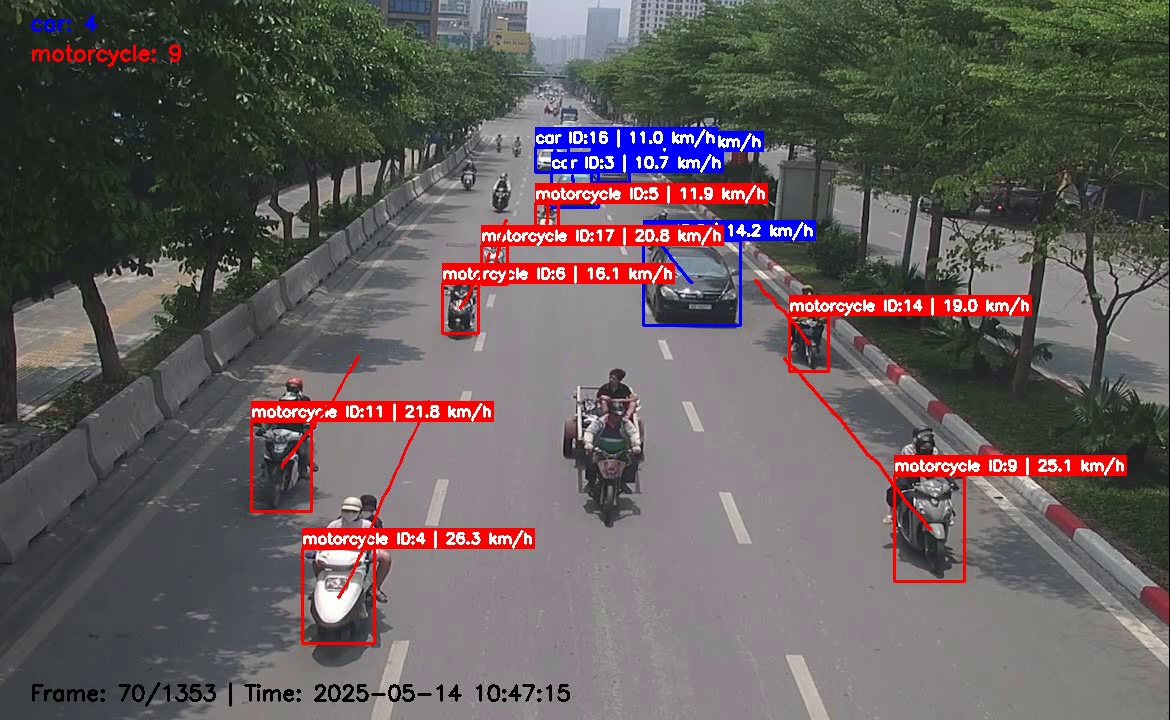 car: 4
motorcycle: 9
car ID:16 | 11.0 km/h
km/h
car ID:3 | 10.7 km/h
motorcycle ID:5 | 11.9 km/h
14.2 km/h
motorcycle ID:17 | 20.8 km/h
motorcycle ID:6 | 16.1 km/h
motorcycle ID:14 | 19.0 km/h
motorcycle ID:11 | 21.8 km/h
motorcycle ID:9 | 25.1 km/h
motorcycle ID:4 | 26.3 km/h
Frame: 70/1353 | Time: 2025-05-14 10:47:15